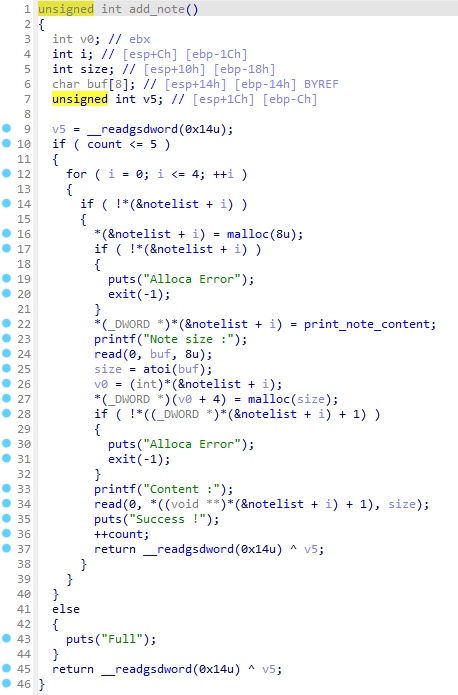 1 unsigned int add_note()
2 {
3   int v0; // ebx
4   int i; // [esp+Ch] [ebp-1Ch]
5   int size; // [esp+10h] [ebp-18h]
6   char buf[8]; // [esp+14h] [ebp-14h] BYREF
7   unsigned int v5; // [esp+1Ch] [ebp-Ch]
8
9   v5 = __readgsdword(0x14u);
10   if ( count <= 5 )
11   {
12     for ( i = 0; i <= 4; ++i )
13     {
14       if ( !*(&notelist + i) )
15       {
16         *(&notelist + i) = malloc(8u);
17         if ( !*(&notelist + i) )
18         {
19           puts("Alloca Error");
20           exit(-1);
21         }
22         *(_DWORD *)*(&notelist + i) = print_note_content;
23         printf("Note size :");
24         read(0, buf, 8u);
25         size = atoi(buf);
26         v0 = (int)*(&notelist + i);
27         *(_DWORD *)(v0 + 4) = malloc(size);
28         if ( !*((_DWORD *)*(&notelist + i) + 1) )
29         {
30           puts("Alloca Error");
31           exit(-1);
32         }
33         printf("Content :");
34         read(0, *((void **)*(&notelist + i) + 1), size);
35         puts("Success !");
36         ++count;
37         return __readgsdword(0x14u) ^ v5;
38       }
39     }
40   }
41   else
42   {
43     puts("Full");
44   }
45   return __readgsdword(0x14u) ^ v5;
46 }